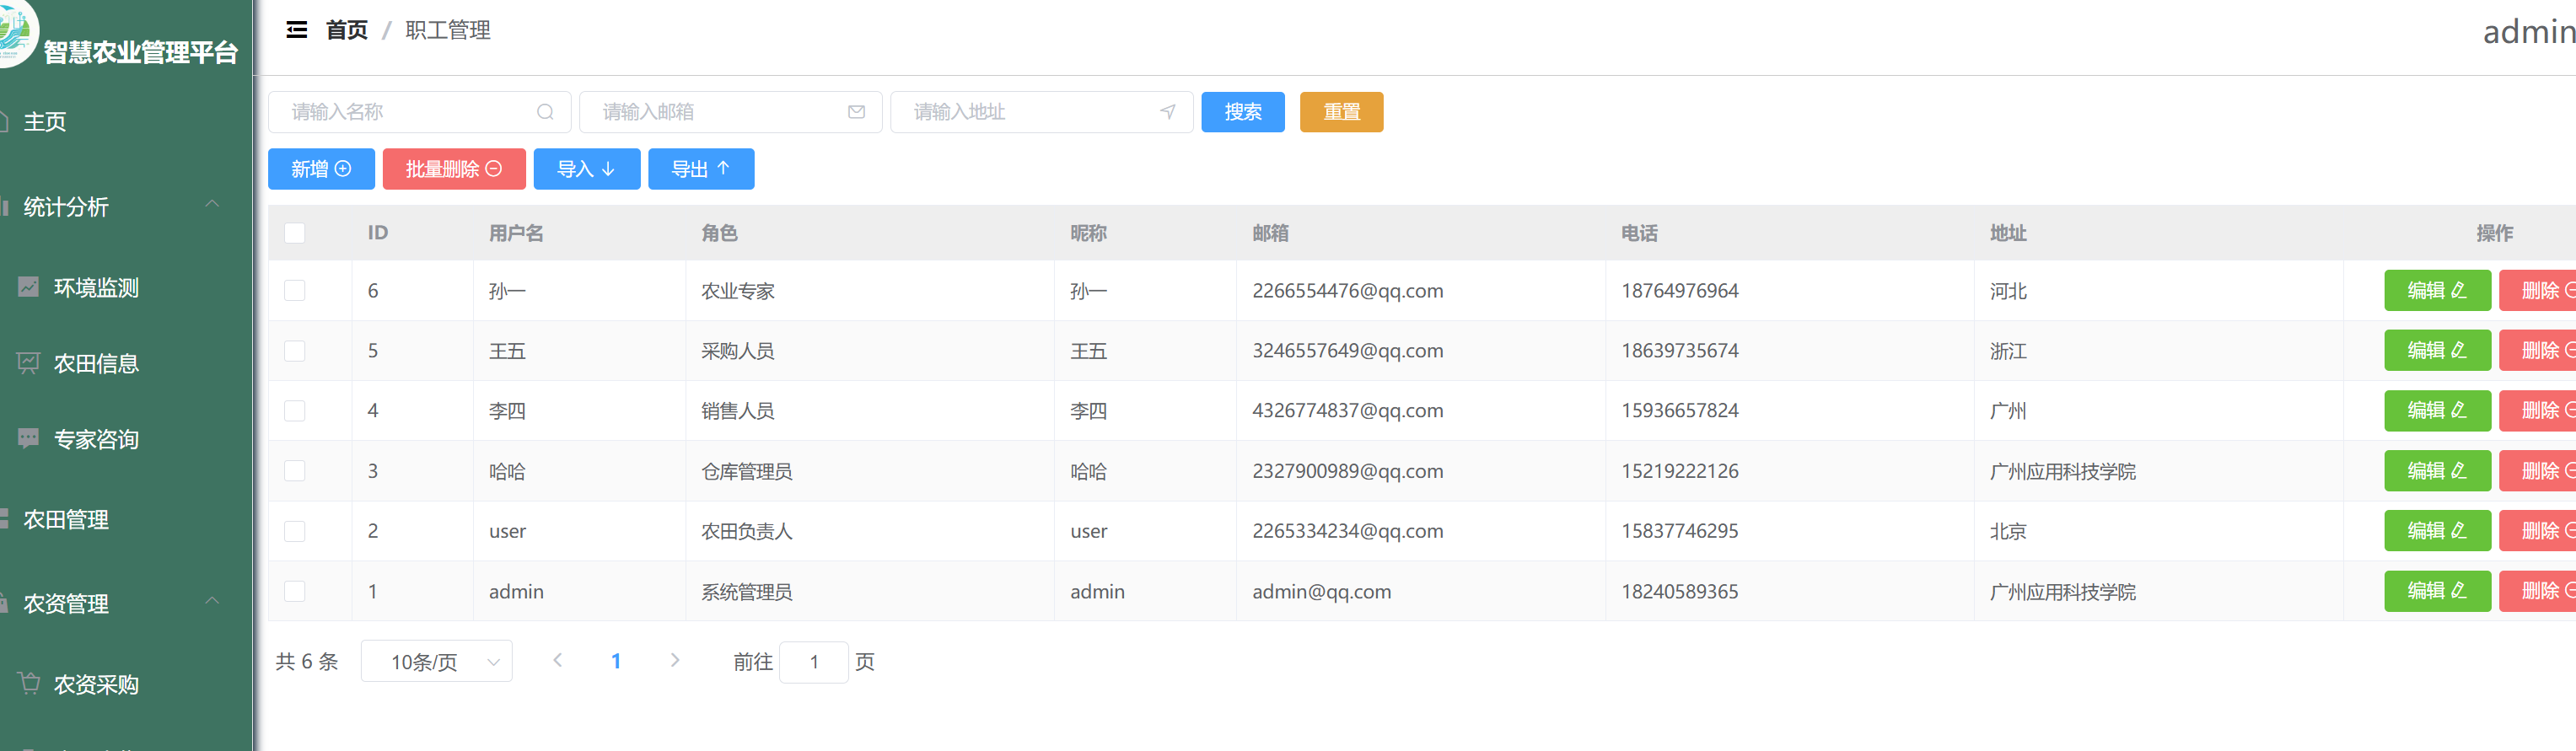 智慧农业管理平台
主页
统计分析
环境监测
农田信息
专家咨询
农田管理
农资管理
农资采购
首页 / 职工管理
admin
请输入名称 请输入邮箱 请输入地址 搜索 重置
新增 批量删除 导入 导出
ID 用户名 角色 昵称 邮箱 电话 地址 操作
6 孙一 农业专家 孙一 2266554476@qq.com 18764976964 河北 编辑 删除
5 王五 采购人员 王五 3246557649@qq.com 18639735674 浙江 编辑 删除
4 李四 销售人员 李四 4326774837@qq.com 15936657824 广州 编辑 删除
3 哈哈 仓库管理员 哈哈 2327900989@qq.com 15219222126 广州应用科技学院 编辑 删除
2 user 农田负责人 user 2265334234@qq.com 15837746295 北京 编辑 删除
1 admin 系统管理员 admin admin@qq.com 18240589365 广州应用科技学院 编辑 删除
共 6 条 10条/页 1 前往 1 页